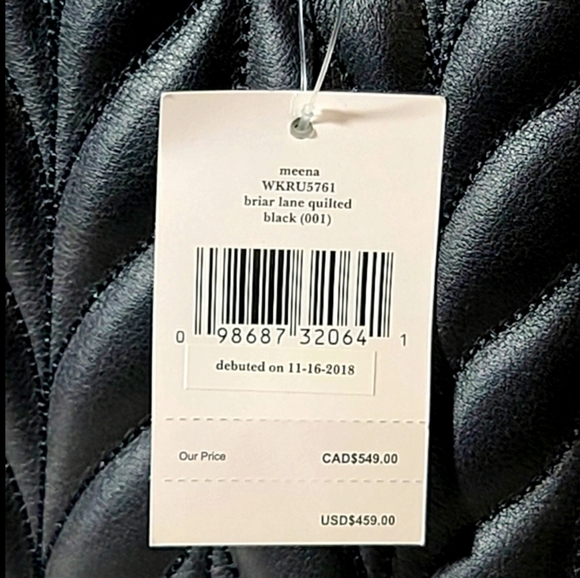 meena
WKRU5761
briar lane quilted
black (001)
0 98687 32064 1
debuted on 11-16-2018
Our Price CAD$549.00
USD$459.00